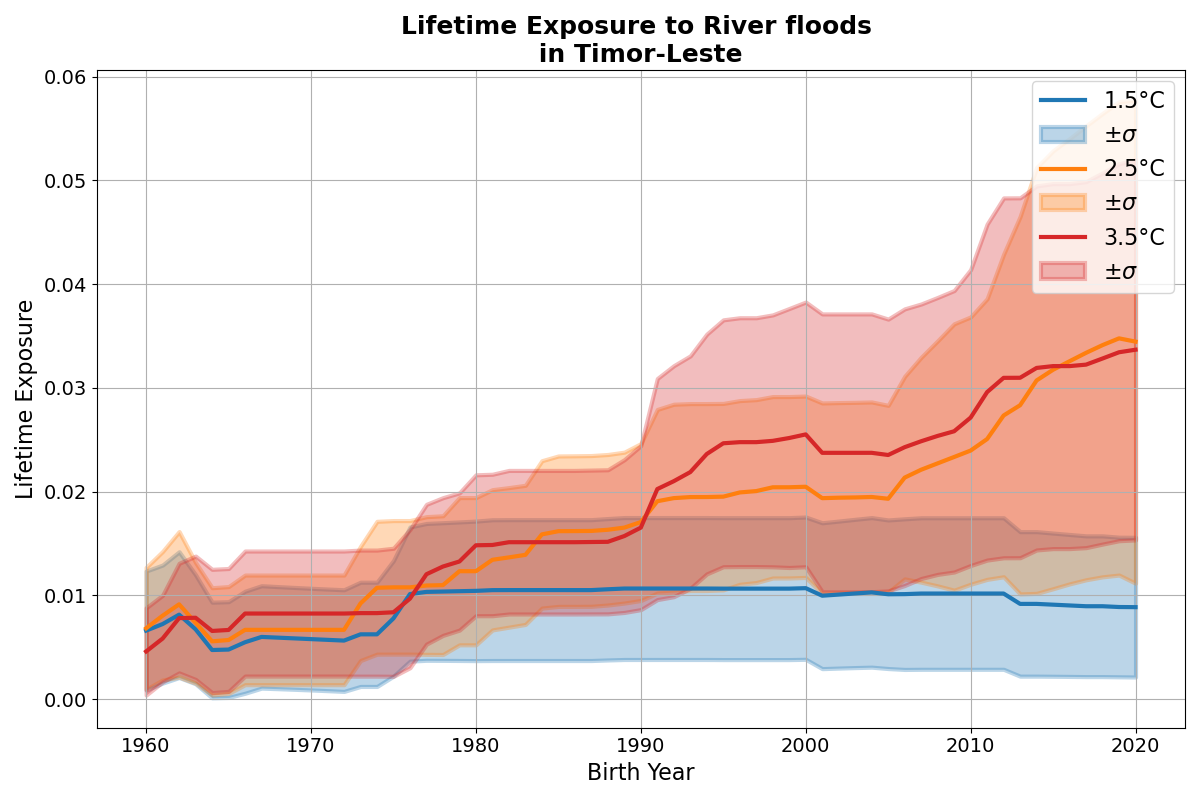 Lifetime Exposure to River floods
in Timor-Leste
0.06
0.05
0.04
0.03
0.02
0.01
0.00
Lifetime Exposure
1960 1970 1980 1990 2000 2010 2020
Birth Year
1.5°C
±σ
2.5°C
±σ
3.5°C
±σ